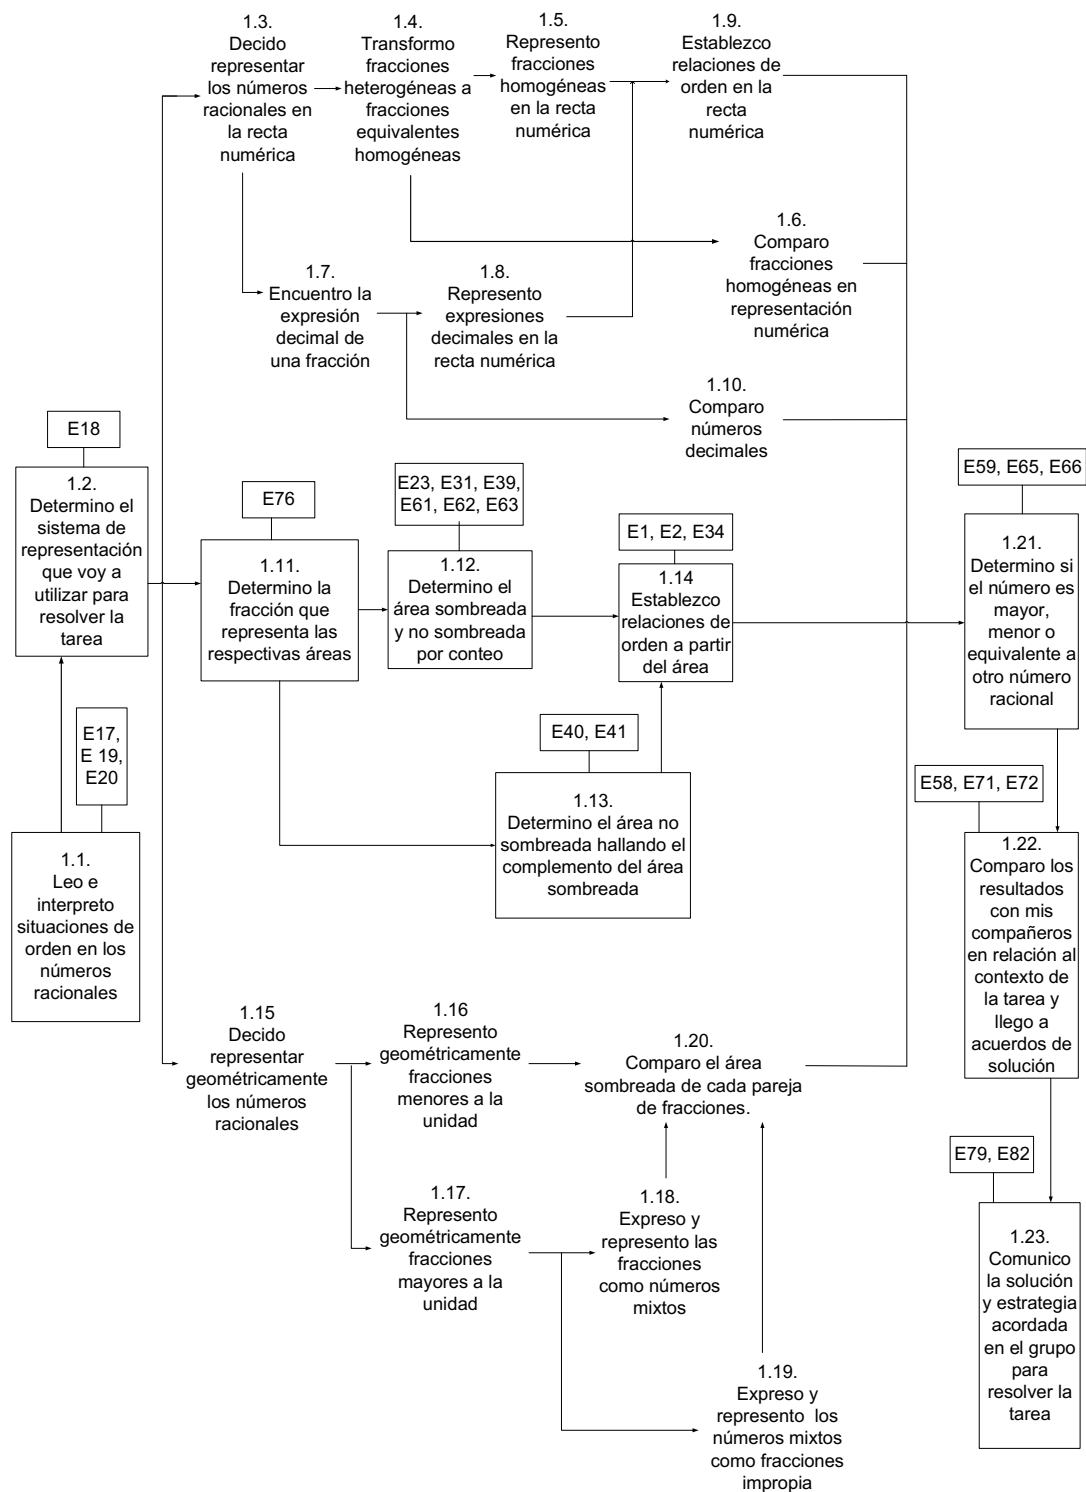 1.3.
Decido
representar
los números
racionales en
la recta
numérica
1.4.
Transformo
fracciones
heterogéneas a
fracciones
equivalentes
homogéneas
1.5.
Represento
fracciones
homogéneas
en la recta
numérica
1.9.
Establezco
relaciones de
orden en la
recta
numérica
1.6.
Comparo
fracciones
homogéneas en
representación
numérica
1.7.
Encuentro la
expresión
decimal de
una fracción
1.8.
Represento
expresiones
decimales en la
recta numérica
1.10.
Comparo
números
decimales
E18
1.2.
Determino el
sistema de
representación
que voy a
utilizar para
resolver la
tarea
E17,
E 19,
E20
1.1.
Leo e
interpreto
situaciones de
orden en los
números
racionales
E76
1.11.
Determino la
fracción que
representa las
respectivas áreas
E23, E31, E39,
E61, E62, E63
1.12.
Determino el
área sombreada
y no sombreada
por conteo
E1, E2, E34
1.14
Establezco
relaciones de
orden a partir
del área
E40, E41
1.13.
Determino el área no
sombreada hallando el
complemento del área
sombreada
E59, E65, E66
1.21.
Determino si
el número es
mayor,
menor o
equivalente a
otro número
racional
E58, E71, E72
1.22.
Comparo los
resultados
con mis
compañeros
en relación al
contexto de
la tarea y
llego a
acuerdos de
solución
1.15
Decido
representar
geométricamente
los números
racionales
1.16
Represento
geométricamente
fracciones
menores a la
unidad
1.20.
Comparo el área
sombreada de cada pareja
de fracciones.
1.17.
Represento
geométricamente
fracciones
mayores a la
unidad
1.18.
Expreso y
represento las
fracciones
como números
mixtos
1.19.
Expreso y
represento los
números mixtos
como fracciones
impropia
E79, E82
1.23.
Comunico
la solución
y estrategia
acordada
en el grupo
para
resolver la
tarea